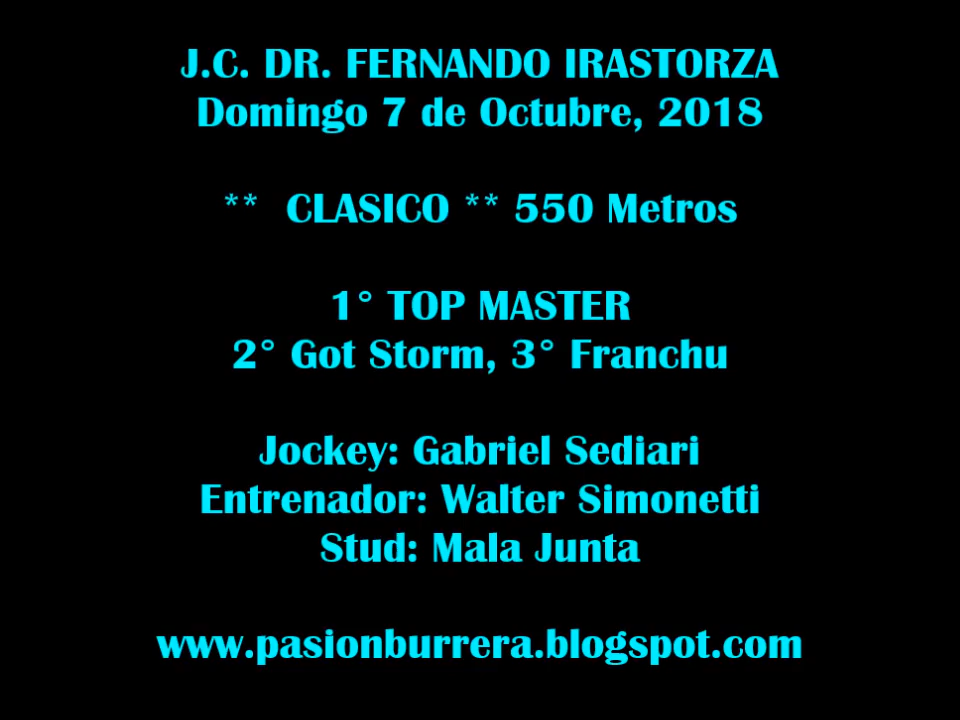 J.C. DR. FERNANDO IRASTORZA
Domingo 7 de Octubre, 2018
** CLASICO ** 550 Metros
1° TOP MASTER
2° Got Storm, 3° Franchu
Jockey: Gabriel Sediari
Entrenador: Walter Simonetti
Stud: Mala Junta
www.pasionburrera.blogspot.com